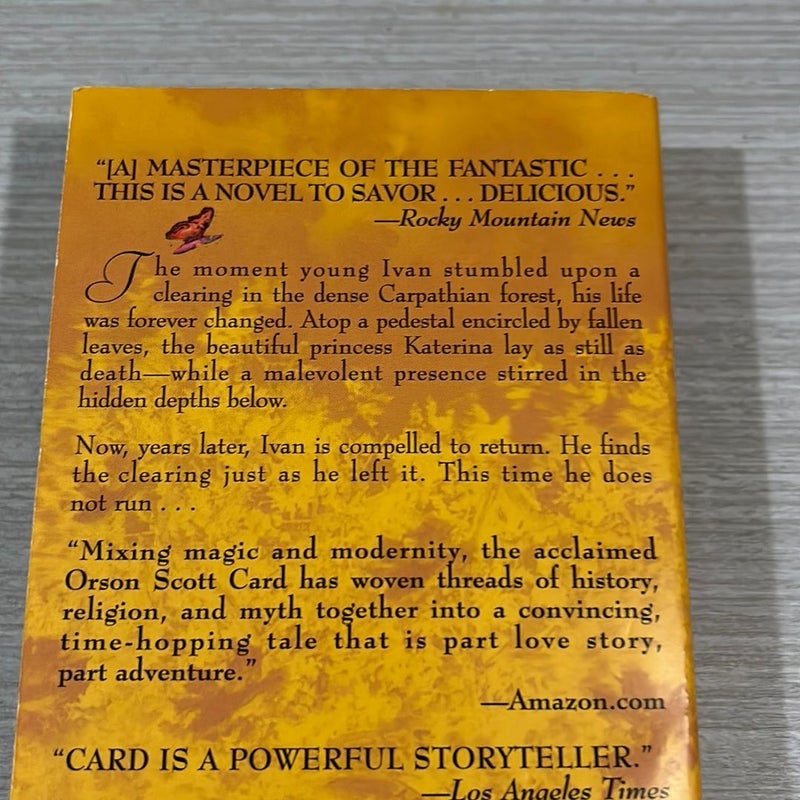 “[A] MASTERPIECE OF THE FANTASTIC . . .
THIS IS A NOVEL TO SAVOR . . . DELICIOUS.”
—Rocky Mountain News
The moment young Ivan stumbled upon a
clearing in the dense Carpathian forest, his life
was forever changed. Atop a pedestal encircled by fallen
leaves, the beautiful princess Katerina lay as still as
death—while a malevolent presence stirred in the
hidden depths below.
Now, years later, Ivan is compelled to return. He finds
the clearing just as he left it. This time he does
not run . . .
“Mixing magic and modernity, the acclaimed
Orson Scott Card has woven threads of history,
religion, and myth together into a convincing,
time-hopping tale that is part love story,
part adventure.”
—Amazon.com
“CARD IS A POWERFUL STORYTELLER.”
—Los Angeles Times